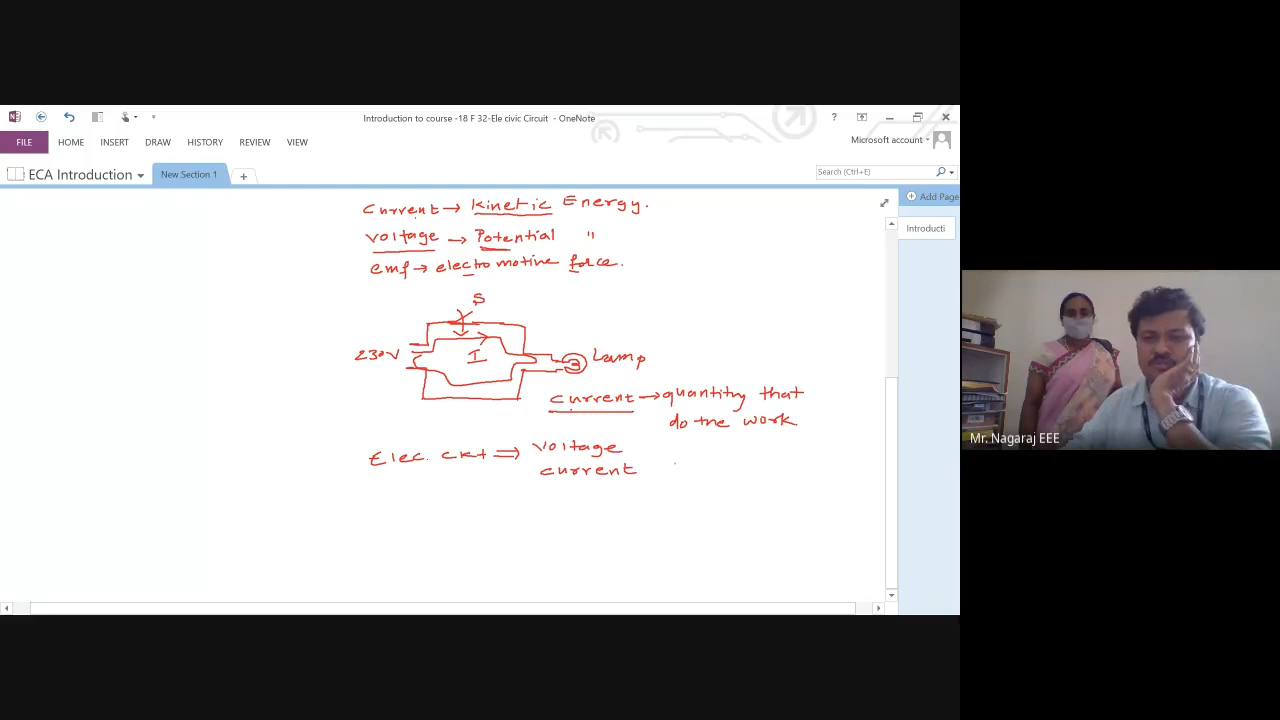 Introduction to course -18 F 32-Ele civic Circuit - OneNote
FILE HOME INSERT DRAW HISTORY REVIEW VIEW
Microsoft account
ECA Introduction New Section 1
Search (Ctrl+E)
Add Page
Introducti
Current → Kinetic Energy.
Voltage → Potential "
emf → electromotive force.
S
230V I Lamp
current → quantity that
do the work
Elec. ckt ⇒ Voltage
current
Mr. Nagaraj EEE